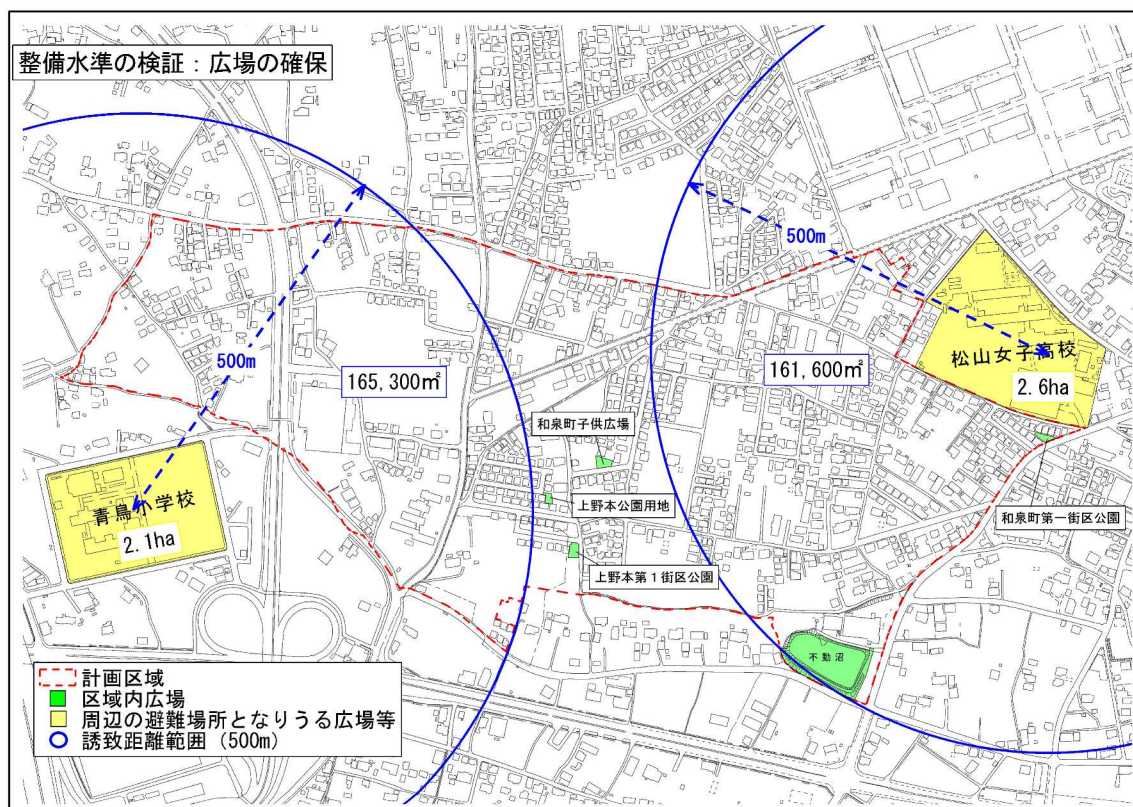 整備水準の検証：広場の確保
500m
500m
165,300㎡
161,600㎡
松山女子高校
2.6ha
和泉町子供広場
上野本公園用地
和泉町第一街区公園
青鳥小学校
2.1ha
上野本第1街区公園
不動沼
計画区域
区域内広場
周辺の避難場所となりうる広場等
誘致距離範囲（500m）